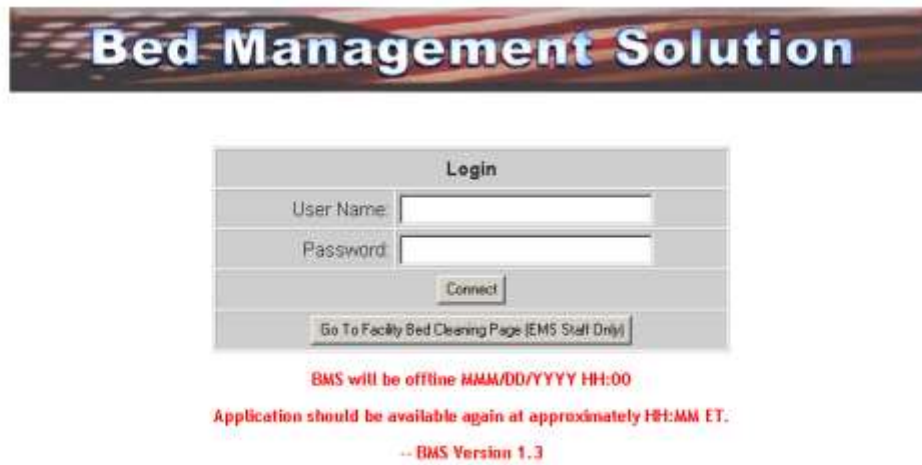 Bed Management Solution
Login
User Name:
Password:
Connect
Go To Facility Bed Cleaning Page (EMS Staff Only)
BMS will be offline MMM/DD/YYYY HH:00
Application should be available again at approximately HH:MM ET.
-- BMS Version 1.3